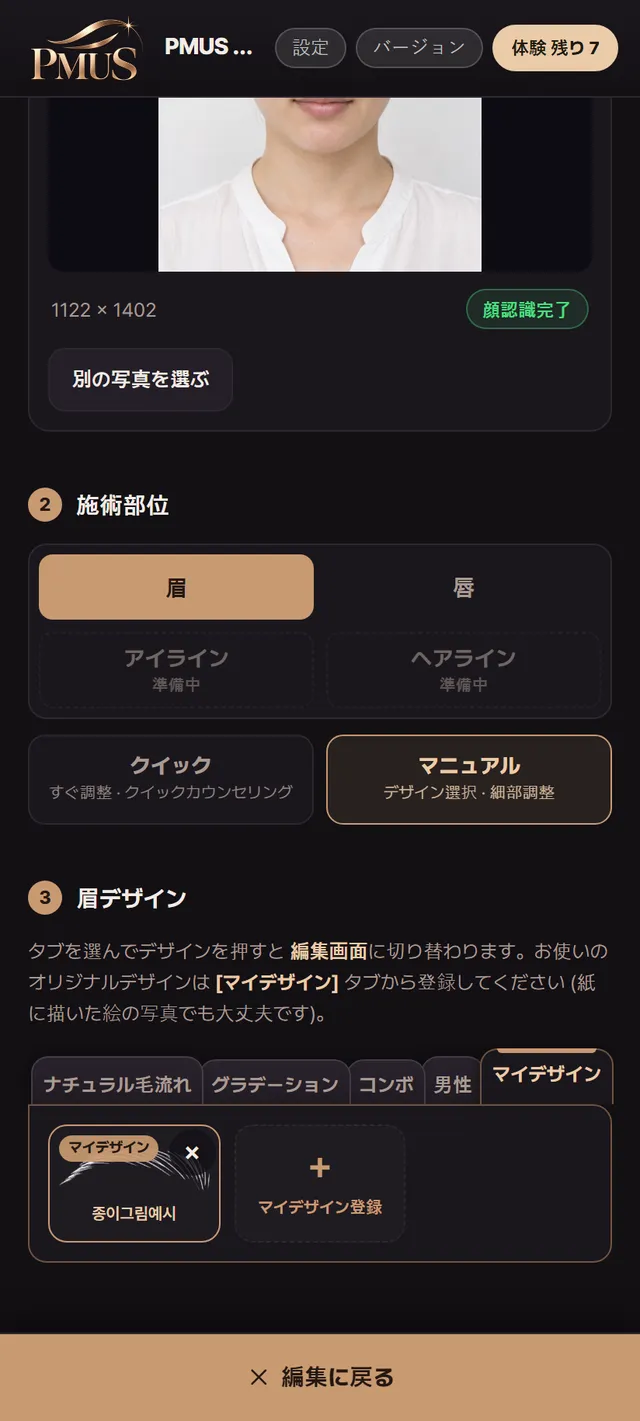 PMUS
PMUS ...
設定
バージョン
体験 残り 7
1122 × 1402
顔認識完了
別の写真を選ぶ
2 施術部位
眉
唇
アイライン
準備中
ヘアライン
準備中
クイック
すぐ調整 · クイックカウンセリング
マニュアル
デザイン選択 · 細部調整
3 眉デザイン
タブを選んでデザインを押すと 編集画面に切り替わります。お使いの
オリジナルデザインは [マイデザイン] タブから登録してください (紙
に描いた絵の写真でも大丈夫です)。
ナチュラル毛流れ
グラデーション
コンボ
男性
マイデザイン
マイデザイン
×
종이그림예시
+
マイデザイン登録
× 編集に戻る